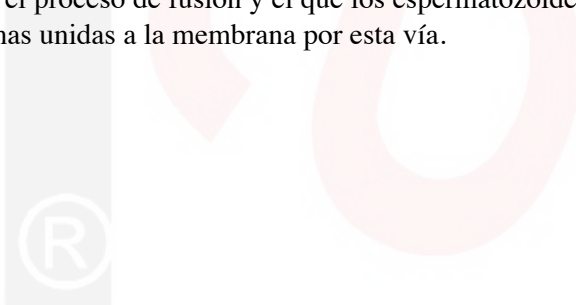 el proceso de fusión y el que los espermatozoide
nas unidas a la membrana por esta vía.
®